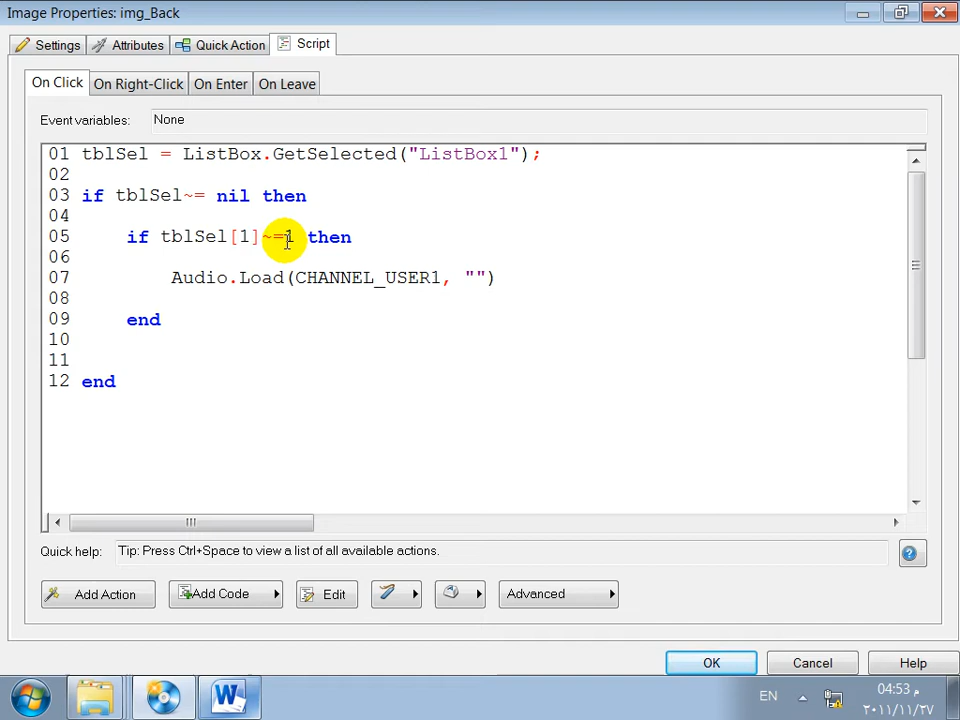 Image Properties: img_Back
Settings Attributes Quick Action Script
On Click On Right-Click On Enter On Leave
Event variables: None
01 tblSel = ListBox.GetSelected("ListBox1");
02
03 if tblSel~= nil then
04
05 if tblSel[1]~=1 then
06
07 Audio.Load(CHANNEL_USER1, "")
08
09 end
10
11
12 end
Quick help: Tip: Press Ctrl+Space to view a list of all available actions.
Add Action Add Code Edit Advanced
OK Cancel Help
EN 04:53 م
٢٠١١/١١/٢٧